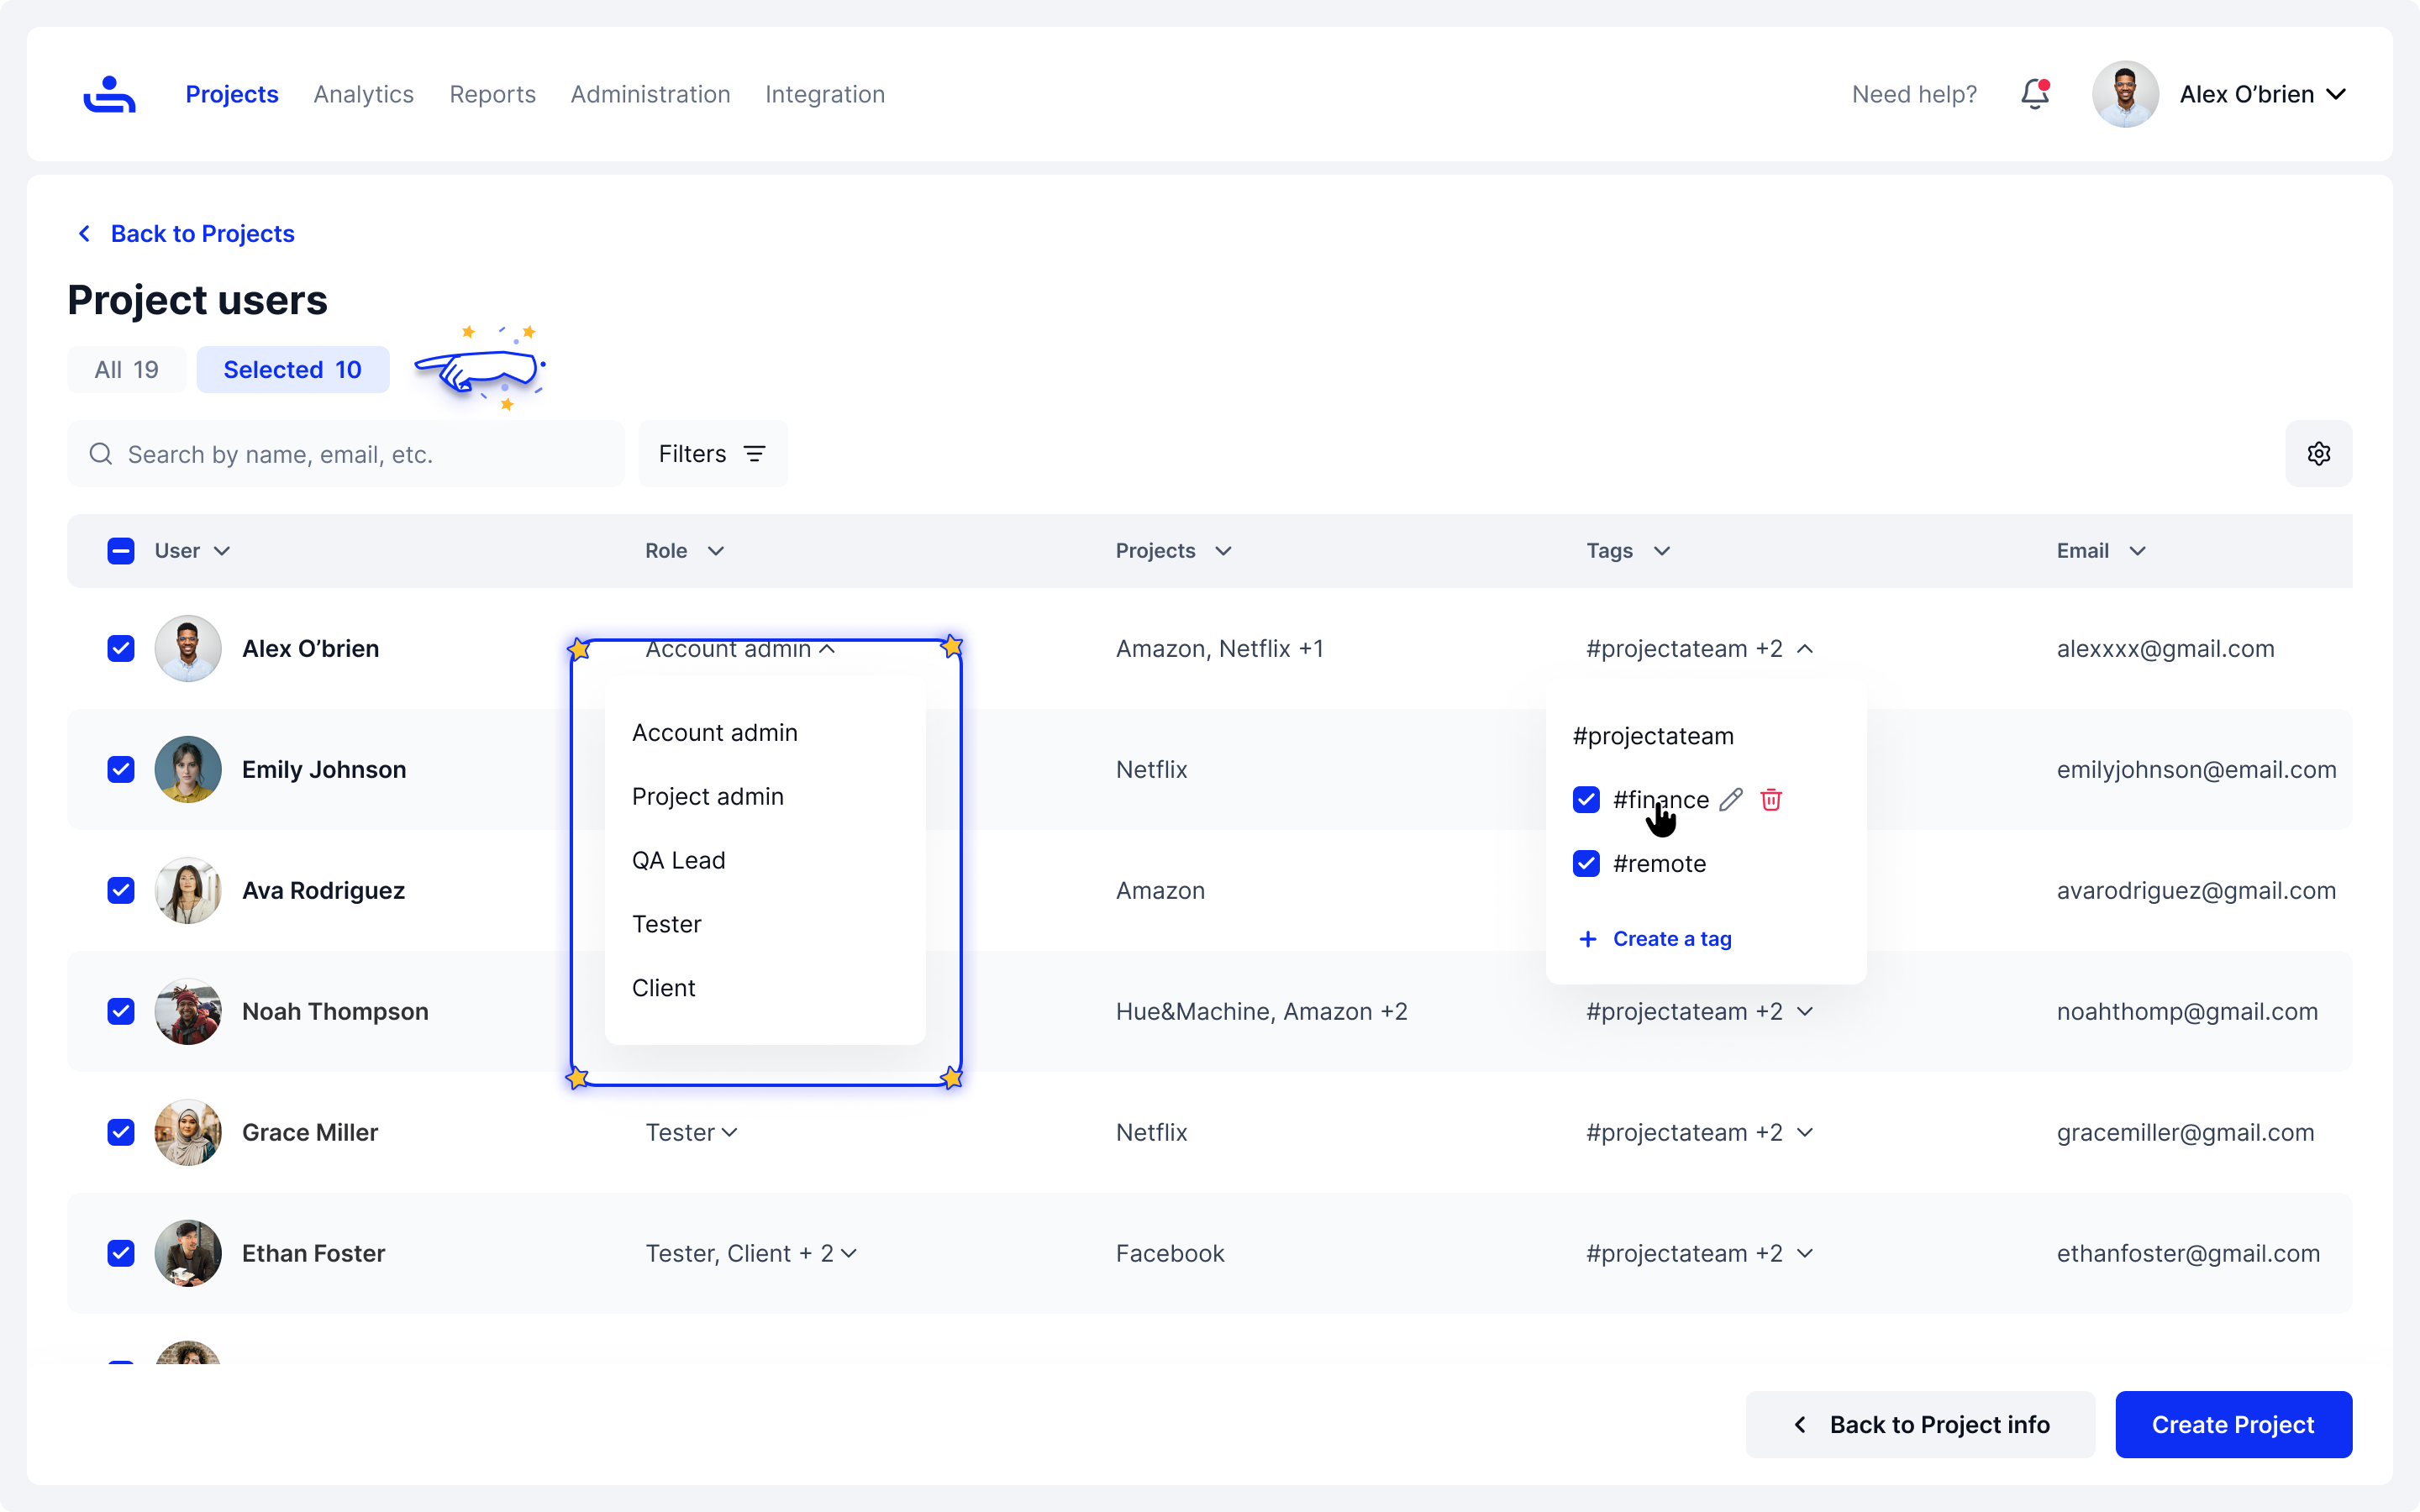 Projects Analytics Reports Administration Integration Need help? Alex O’brien
Back to Projects
Project users
All 19 Selected 10
Search by name, email, etc. Filters
User Role Projects Tags Email
Alex O’brien Account admin Amazon, Netflix +1 #projectateam +2 alexxxx@gmail.com
Account admin
Project admin
QA Lead
Tester
Client
#projectateam
#finance
#remote
+ Create a tag
Emily Johnson Netflix emilyjohnson@email.com
Ava Rodriguez Amazon avarodriguez@gmail.com
Noah Thompson Hue&Machine, Amazon +2 #projectateam +2 noahthomp@gmail.com
Grace Miller Tester Netflix #projectateam +2 gracemiller@gmail.com
Ethan Foster Tester, Client + 2 Facebook #projectateam +2 ethanfoster@gmail.com
Back to Project info Create Project